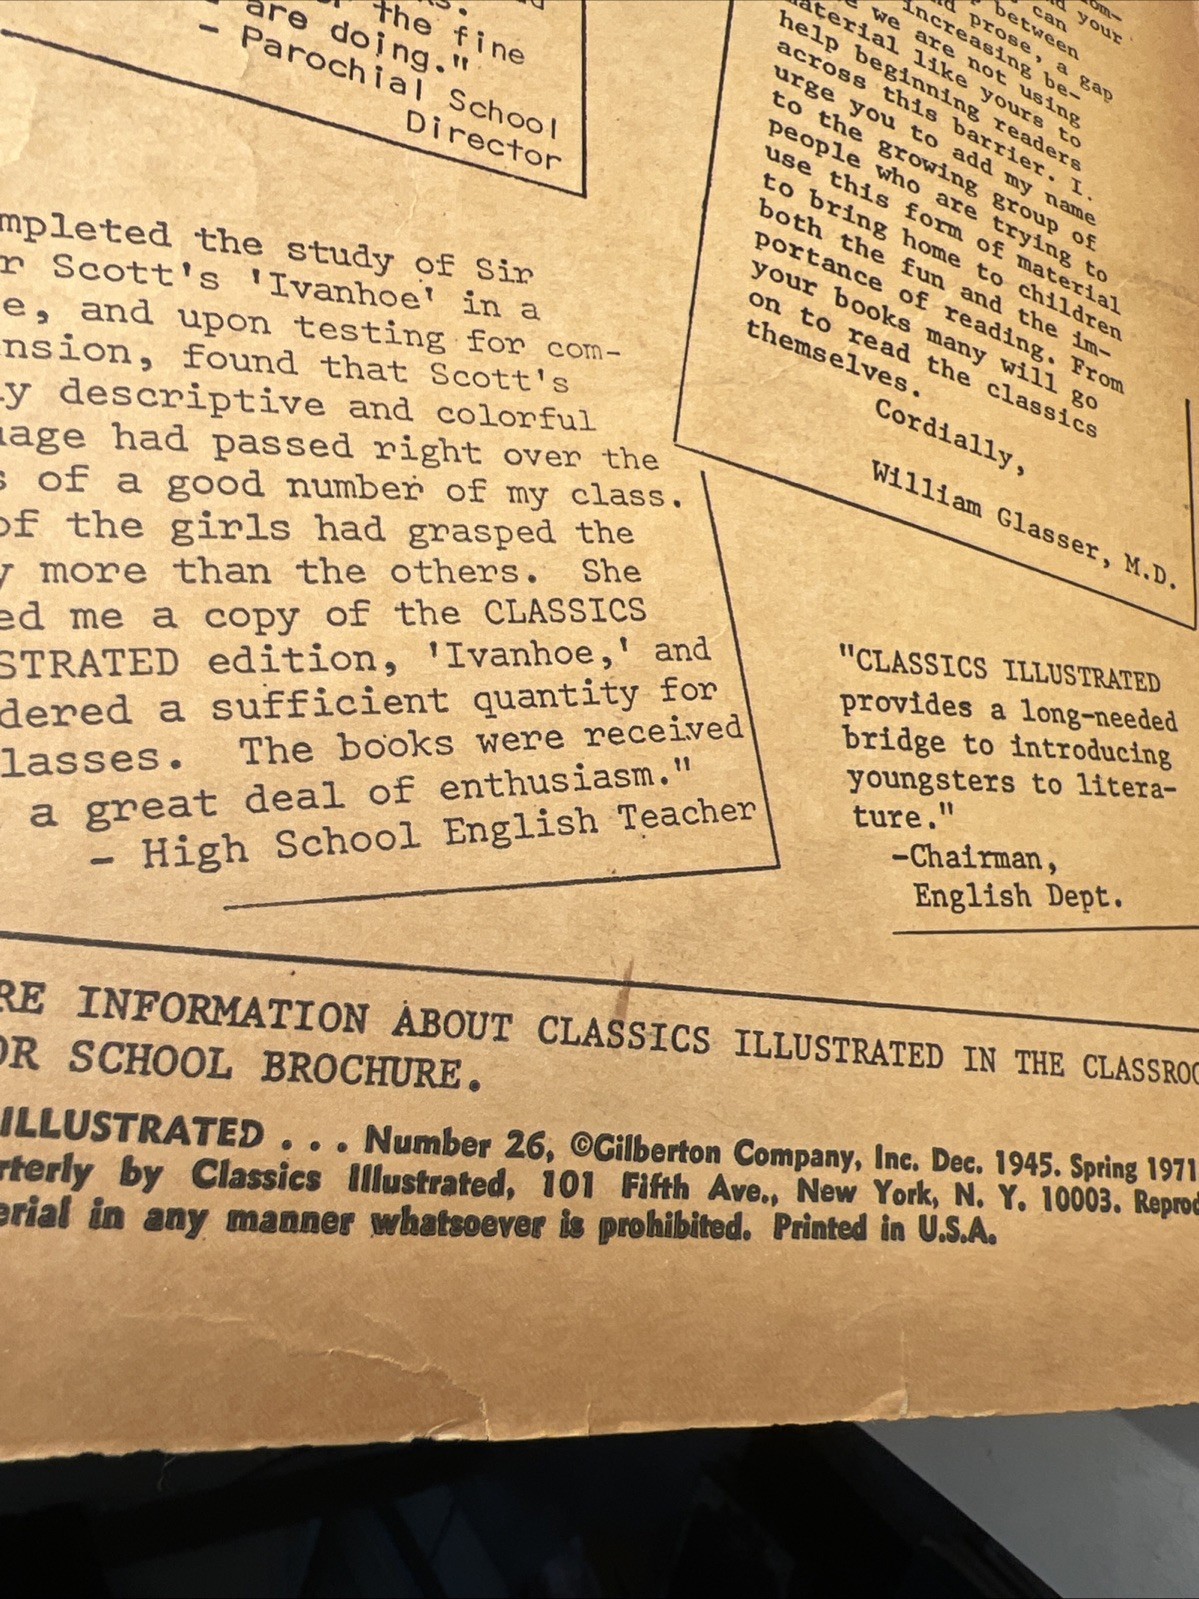 the fine
are doing."
- Parochial School
Director
mpleted the study of Sir
r Scott's 'Ivanhoe' in a
e, and upon testing for com-
nsion, found that Scott's
ly descriptive and colorful
uage had passed right over the
s of a good number of my class.
of the girls had grasped the
y more than the others. She
ed me a copy of the CLASSICS
STRATED edition, 'Ivanhoe,' and
dered a sufficient quantity for
lasses. The books were received
a great deal of enthusiasm."
- High School English Teacher
can your
between
prose, a gap
increasing be-
we are not using
material like yours to
help beginning readers
across this barrier. I.
urge you to add my name
to the growing group of
people who are trying to
use this form of material
to bring home to children
both the fun and the im-
portance of reading. From
your books many will go
on to read the classics
themselves.
Cordially,
William Glasser, M.D.
"CLASSICS ILLUSTRATED
provides a long-needed
bridge to introducing
youngsters to litera-
ture."
-Chairman,
English Dept.
RE INFORMATION ABOUT CLASSICS ILLUSTRATED IN THE CLASSROO
OR SCHOOL BROCHURE.
ILLUSTRATED . . . Number 26, ©Gilberton Company, Inc. Dec. 1945. Spring 1971
rterly by Classics Illustrated, 101 Fifth Ave., New York, N. Y. 10003. Reprod
erial in any manner whatsoever is prohibited. Printed in U.S.A.